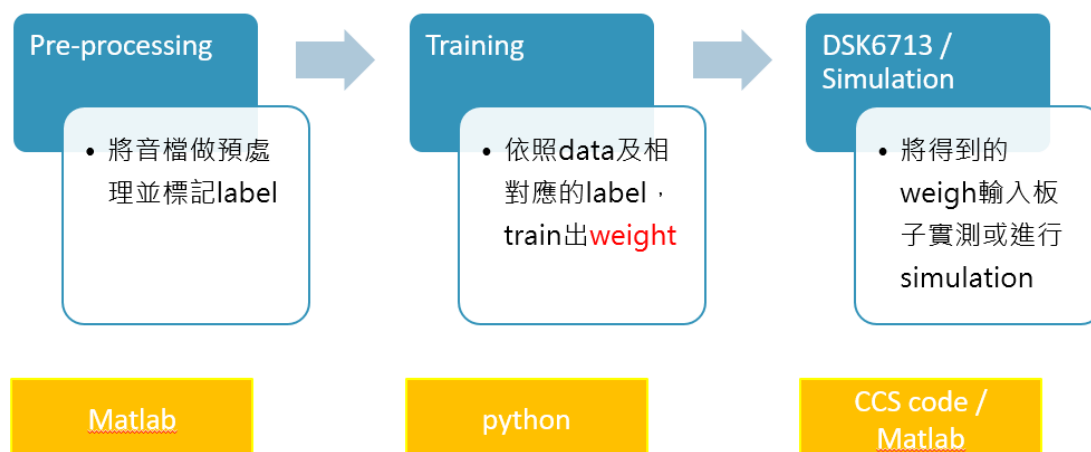 Pre-processing
• 將音檔做預處
理並標記label
Training
• 依照data及相
對應的label，
train出weight
DSK6713 /
Simulation
• 將得到的
weigh輸入板
子實測或進行
simulation
Matlab
python
CCS code /
Matlab